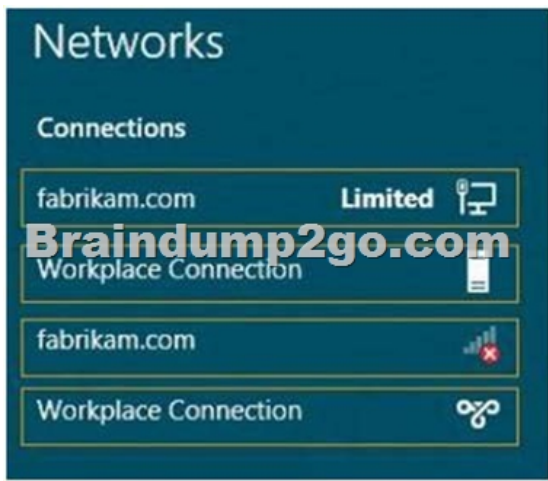 Networks
Connections
fabrikam.com Limited
Braindump2go.com
Workplace Connection
fabrikam.com
Workplace Connection